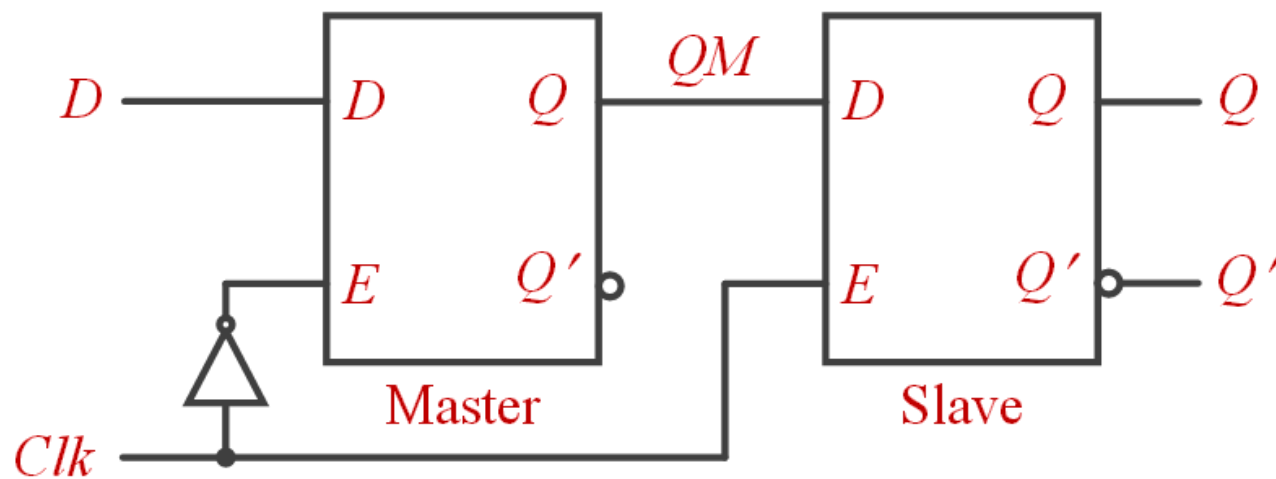 QM
D D Q D Q Q
E Q′ E Q′ Q′
Master Slave
Clk